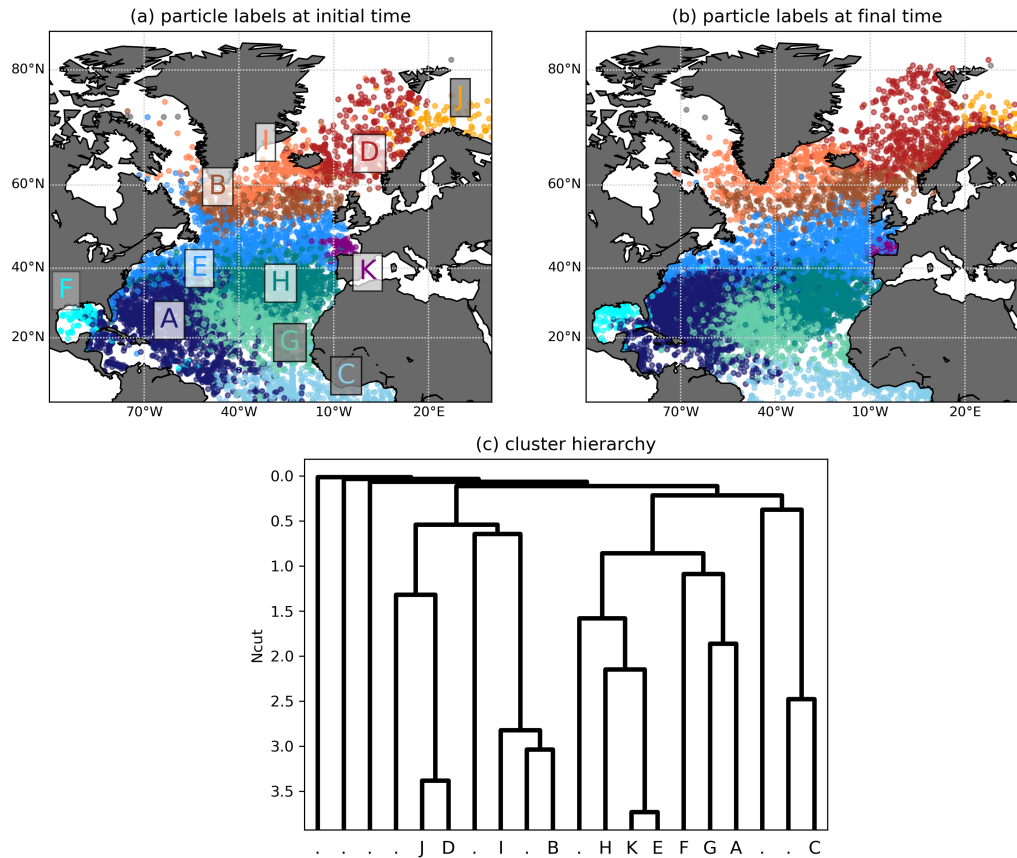 (a) particle labels at initial time
(b) particle labels at final time
80°N
60°N
40°N
20°N
70°W
40°W
10°W
20°E
J
I
D
B
E
K
F
H
A
G
C
80°N
60°N
40°N
20°N
70°W
40°W
10°W
20°E
(c) cluster hierarchy
Ncut
0.0
0.5
1.0
1.5
2.0
2.5
3.0
3.5
. . . . J D . I . B . H K E F G A . . C